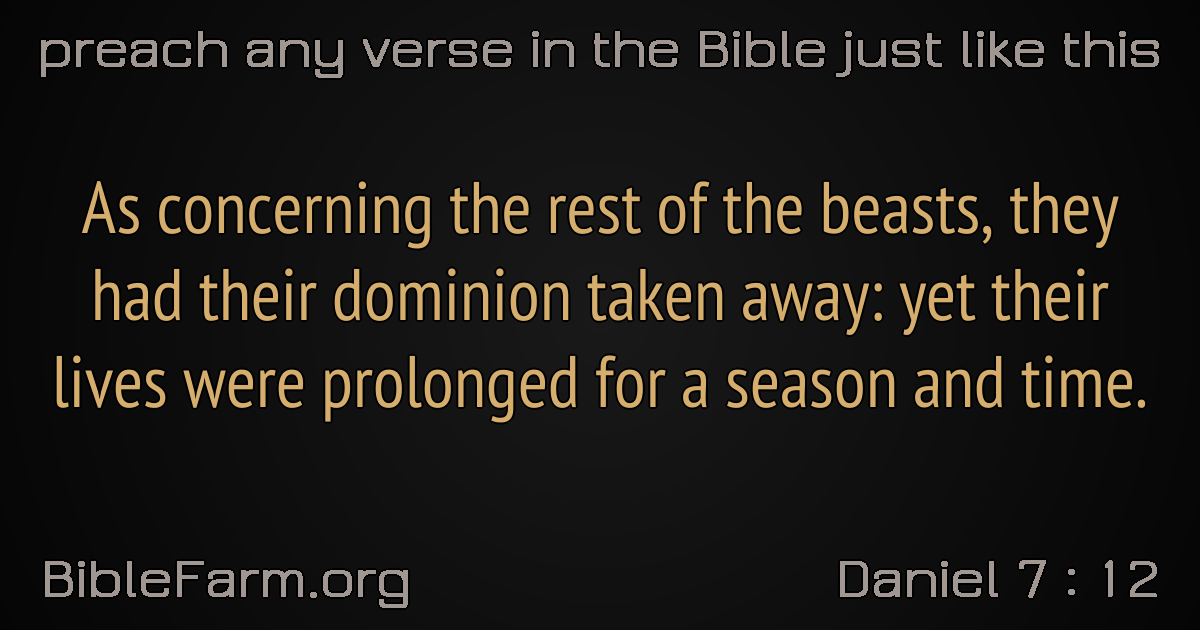 preach any verse in the Bible just like this
As concerning the rest of the beasts, they
had their dominion taken away: yet their
lives were prolonged for a season and time.
BibleFarm.org
Daniel 7 : 12